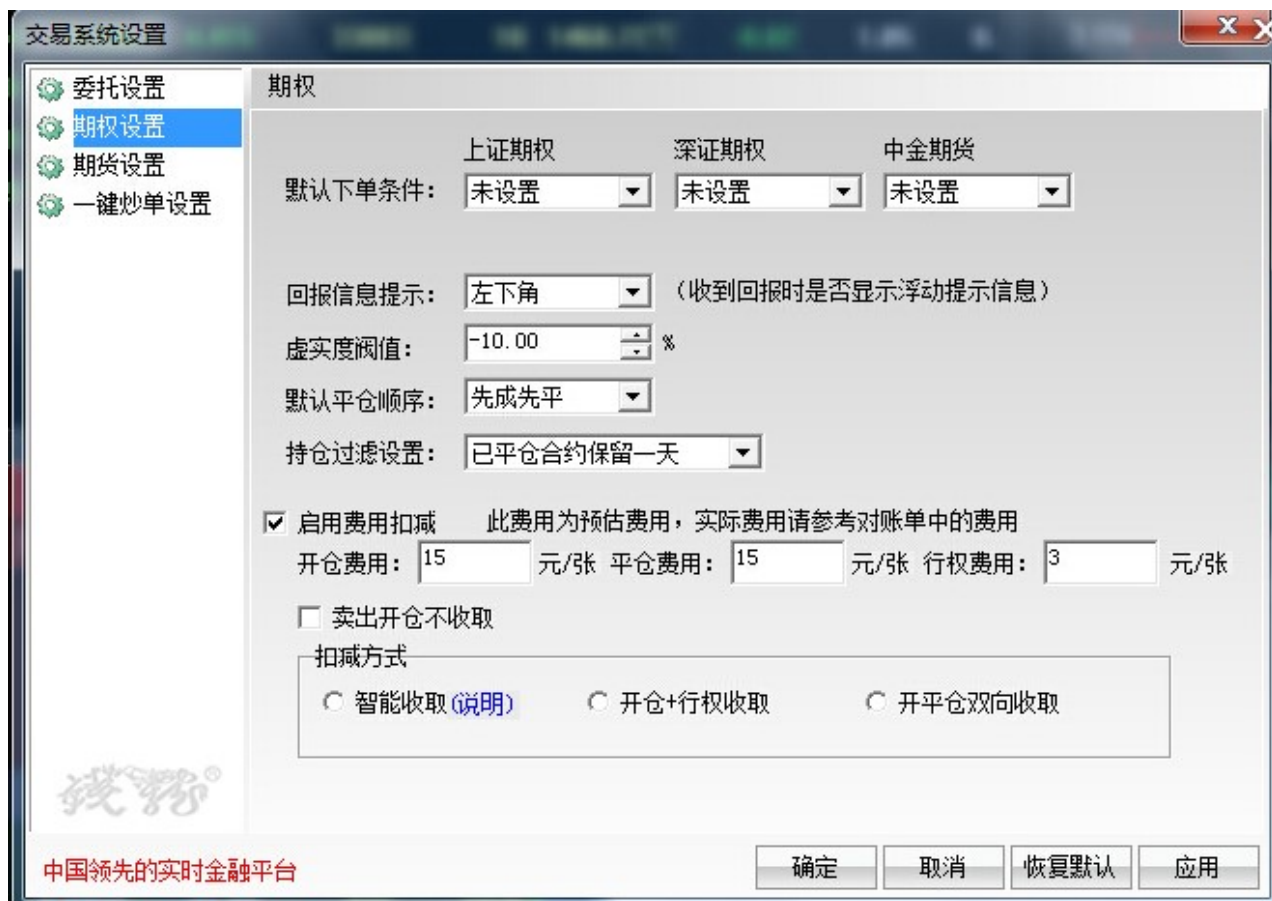 交易系统设置
委托设置
期权设置
期货设置
一键炒单设置
期权
上证期权 深证期权 中金期货
默认下单条件： 未设置 未设置 未设置
回报信息提示： 左下角 （收到回报时是否显示浮动提示信息）
虚实度阀值： -10.00 %
默认平仓顺序： 先成先平
持仓过滤设置： 已平仓合约保留一天
启用费用扣减 此费用为预估费用，实际费用请参考对账单中的费用
开仓费用： 15 元/张 平仓费用： 15 元/张 行权费用： 3 元/张
卖出开仓不收取
扣减方式
智能收取(说明) 开仓+行权收取 开平仓双向收取
钱龙®
中国领先的实时金融平台
确定 取消 恢复默认 应用